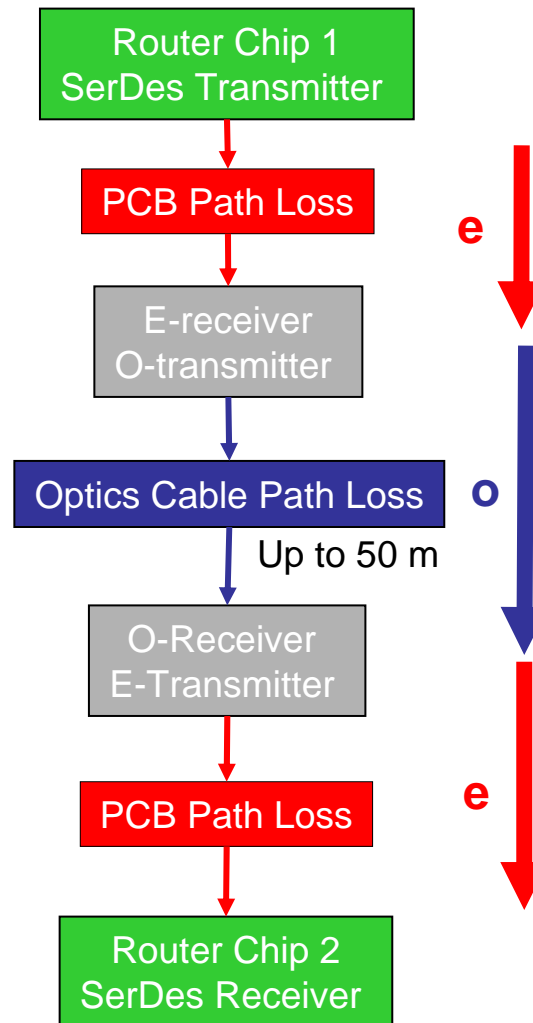 Router Chip 1
SerDes Transmitter
PCB Path Loss
e
E-receiver
O-transmitter
Optics Cable Path Loss
o
Up to 50 m
O-Receiver
E-Transmitter
PCB Path Loss
e
Router Chip 2
SerDes Receiver